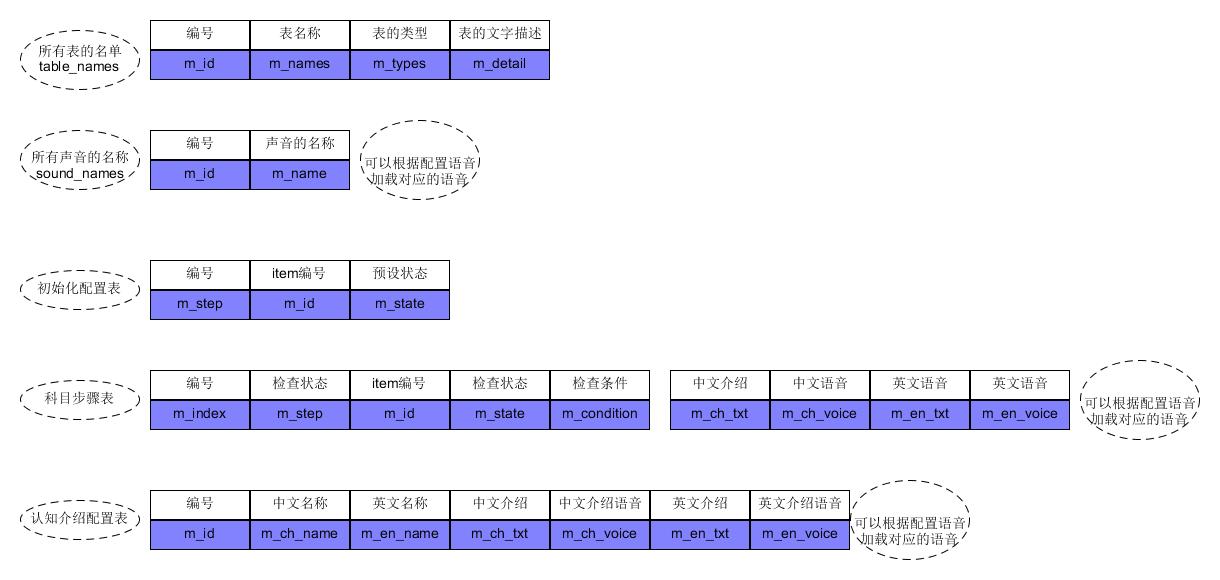 编号 表名称 表的类型 表的文字描述
所有表的名单
table_names
m_id m_names m_types m_detail
编号 声音的名称
所有声音的名称
sound_names
m_id m_name
可以根据配置语音
加载对应的语音
编号 item编号 预设状态
初始化配置表
m_step m_id m_state
编号 检查状态 item编号 检查状态 检查条件 中文介绍 中文语音 英文语音 英文语音
科目步骤表
m_index m_step m_id m_state m_condition m_ch_txt m_ch_voice m_en_txt m_en_voice
可以根据配置语音
加载对应的语音
编号 中文名称 英文名称 中文介绍 中文介绍语音 英文介绍 英文介绍语音
认知介绍配置表
m_id m_ch_name m_en_name m_ch_txt m_ch_voice m_en_txt m_en_voice
可以根据配置语音
加载对应的语音